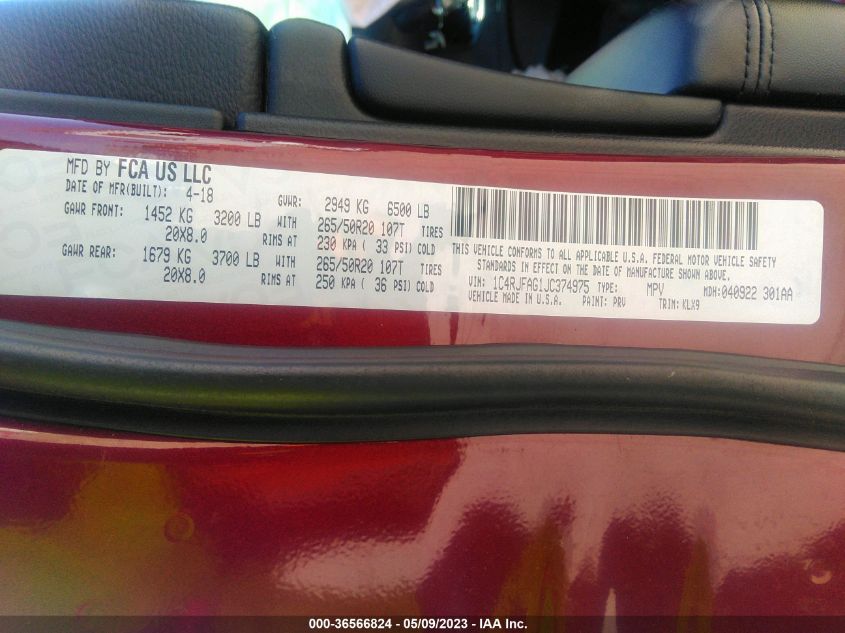 MFD BY FCA US LLC
DATE OF MFR(BUILT): 4-18 GVWR: 2949 KG 6500 LB
GAWR FRONT: 1452 KG 3200 LB WITH 265/50R20 107T TIRES
20X8.0 RIMS AT 230 KPA ( 33 PSI) COLD
GAWR REAR: 1679 KG 3700 LB WITH 265/50R20 107T TIRES
20X8.0 RIMS AT 250 KPA ( 36 PSI) COLD
THIS VEHICLE CONFORMS TO ALL APPLICABLE U.S.A. FEDERAL MOTOR VEHICLE SAFETY
STANDARDS IN EFFECT ON THE DATE OF MANUFACTURE SHOWN ABOVE.
VIN: 1C4RJFAG1JC374975 TYPE: MPV MDH: 040922 301AA
VEHICLE MADE IN U.S.A. PAINT: PRV TRIM: KLX9
000-36566824 - 05/09/2023 - IAA Inc.